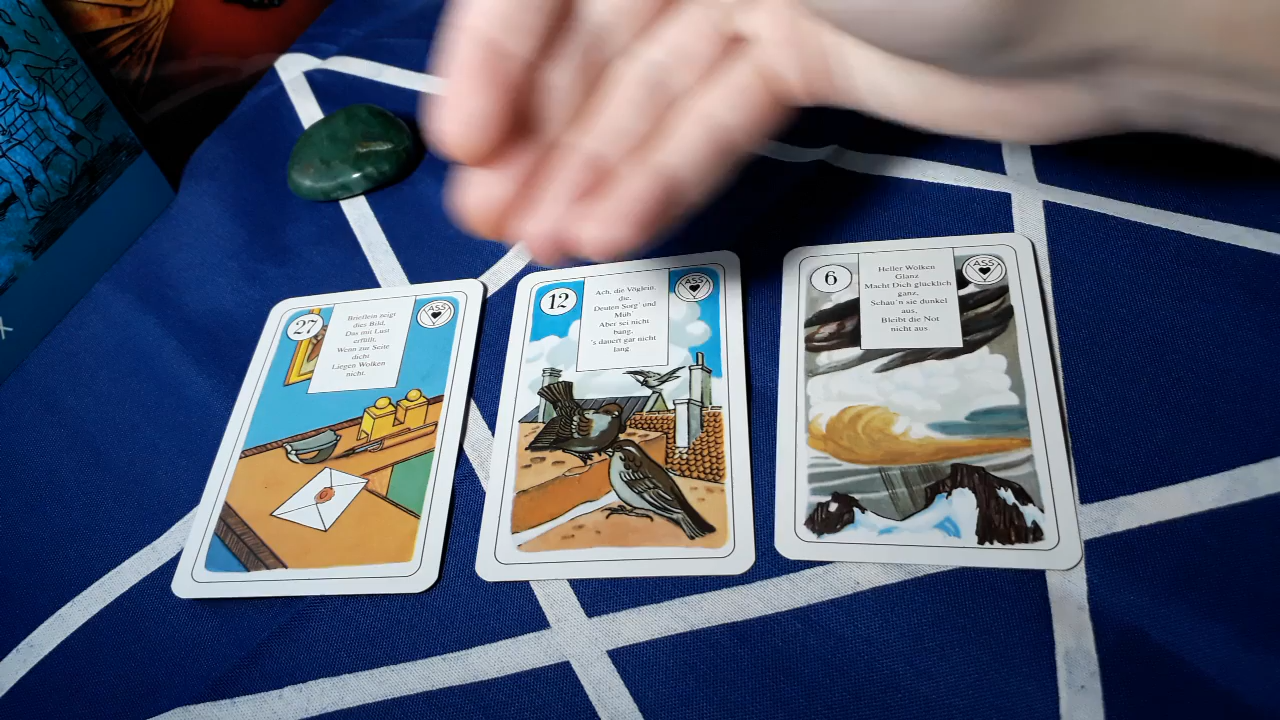 27
Brieflein zeigt
dies Bild,
Das mit Lust
erfüllt,
Wenn zur Seite
dicht
Liegen Wolken
nicht.
ASS
12
Ach, die Vöglein,
die,
Deuten Sorg' und
Müh'
Aber sei nicht
bang,
's dauert gar nicht
lang
ASS
6
Heller Wolken
Glanz
Macht Dich glücklich
ganz,
Schau'n sie dunkel
aus,
Bleibt die Not
nicht aus
ASS